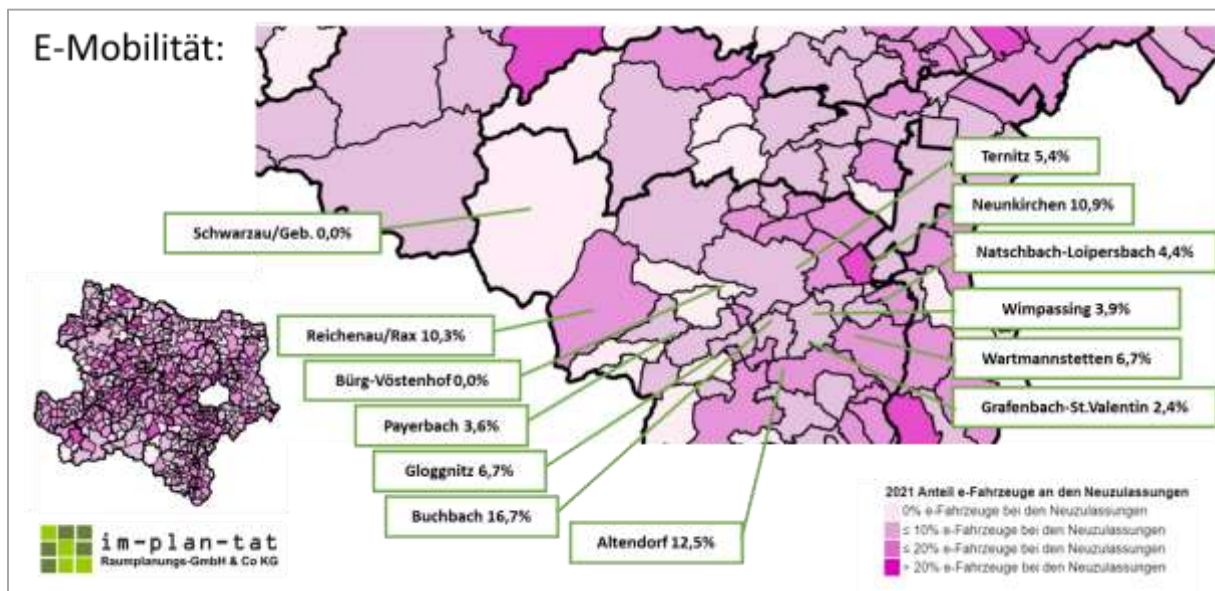 E-Mobilität:
Ternitz 5,4%
Neunkirchen 10,9%
Schwarzau/Geb. 0,0%
Natschbach-Loipersbach 4,4%
Wimpassing 3,9%
Reichenau/Rax 10,3%
Wartmannstetten 6,7%
Bürg-Vöstenhof 0,0%
Grafenbach-St.Valentin 2,4%
Payerbach 3,6%
Gloggnitz 6,7%
Buchbach 16,7%
Altendorf 12,5%
2021 Anteil e-Fahrzeuge an den Neuzulassungen
0% e-Fahrzeuge bei den Neuzulassungen
≤ 10% e-Fahrzeuge bei den Neuzulassungen
≤ 20% e-Fahrzeuge bei den Neuzulassungen
> 20% e-Fahrzeuge bei den Neuzulassungen
im-plan-tat
Raumplanungs-GmbH & Co KG